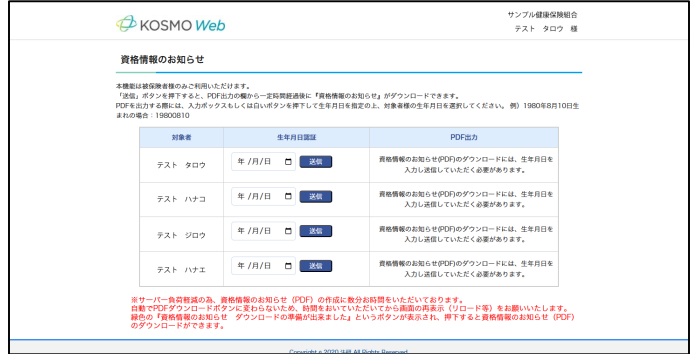 KOSMO Web
サンプル健康保険組合
テスト タロウ 様
資格情報のお知らせ
本機能は被保険者様のみご利用いただけます。
「送信」ボタンを押下すると、PDF出力の欄から一定時間経過後に『資格情報のお知らせ』がダウンロードできます。
PDFを出力する際には、入力ボックスもしくは白いボタンを押下して生年月日を指定の上、対象者様の生年月日を選択してください。 例）1980年8月10日生
まれの場合：19800810
対象者 生年月日認証 PDF出力
テスト タロウ 年 /月/日 送信 資格情報のお知らせ(PDF)のダウンロードには、生年月日を
入力し送信していただく必要があります。
テスト ハナコ 年 /月/日 送信 資格情報のお知らせ(PDF)のダウンロードには、生年月日を
入力し送信していただく必要があります。
テスト ジロウ 年 /月/日 送信 資格情報のお知らせ(PDF)のダウンロードには、生年月日を
入力し送信していただく必要があります。
テスト ハナエ 年 /月/日 送信 資格情報のお知らせ(PDF)のダウンロードには、生年月日を
入力し送信していただく必要があります。
※サーバー負荷軽減の為、資格情報のお知らせ（PDF）の作成に数分お時間をいただいております。
自動でPDFダウンロードボタンに変わらないため、時間をおいていただいてから画面の再表示（リロード等）をお願いいたします。
緑色の『資格情報のお知らせ ダウンロードの準備が出来ました』というボタンが表示され、押下すると資格情報のお知らせ（PDF）
のダウンロードができます。
Copyright © 2020 法研 All Rights Reserved.